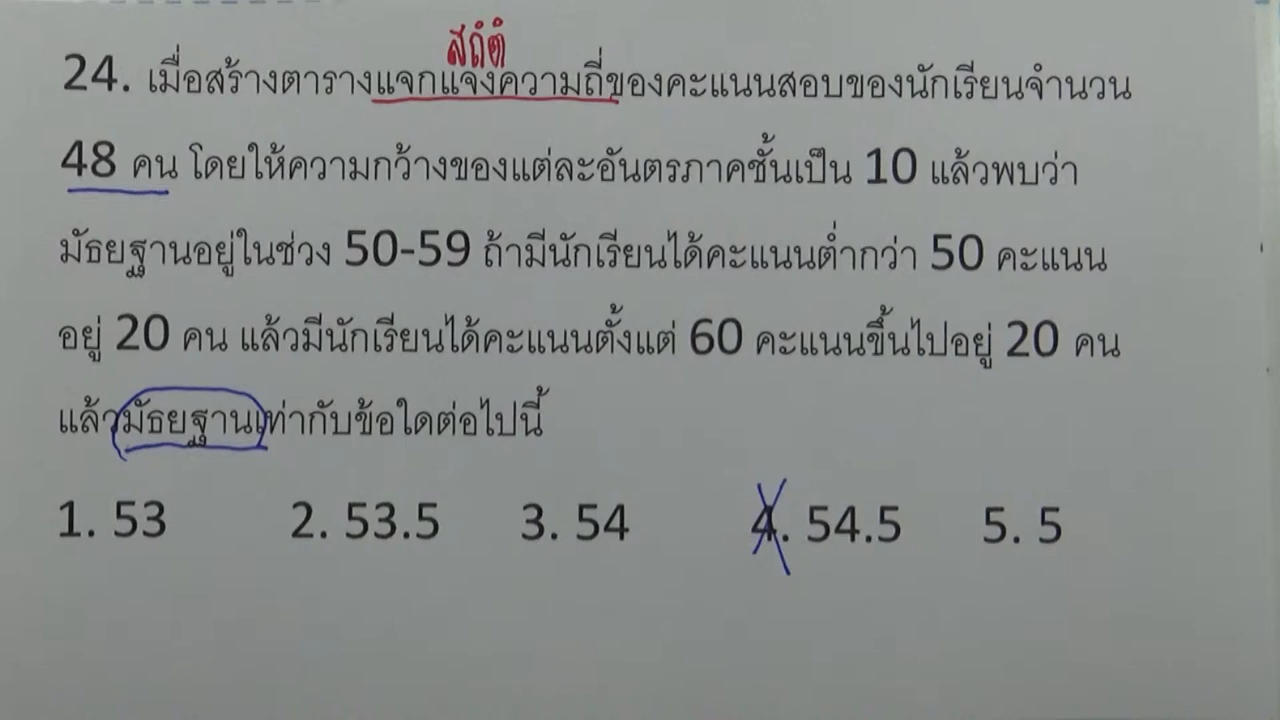 สถิติ
24. เมื่อสร้างตารางแจกแจงความถี่ของคะแนนสอบของนักเรียนจำนวน
48 คน โดยให้ความกว้างของแต่ละอันตรภาคชั้นเป็น 10 แล้วพบว่า
มัธยฐานอยู่ในช่วง 50-59 ถ้ามีนักเรียนได้คะแนนต่ำกว่า 50 คะแนน
อยู่ 20 คน แล้วมีนักเรียนได้คะแนนตั้งแต่ 60 คะแนนขึ้นไปอยู่ 20 คน
แล้วมัธยฐานเท่ากับข้อใดต่อไปนี้
1. 53 2. 53.5 3. 54 4. 54.5 5. 5